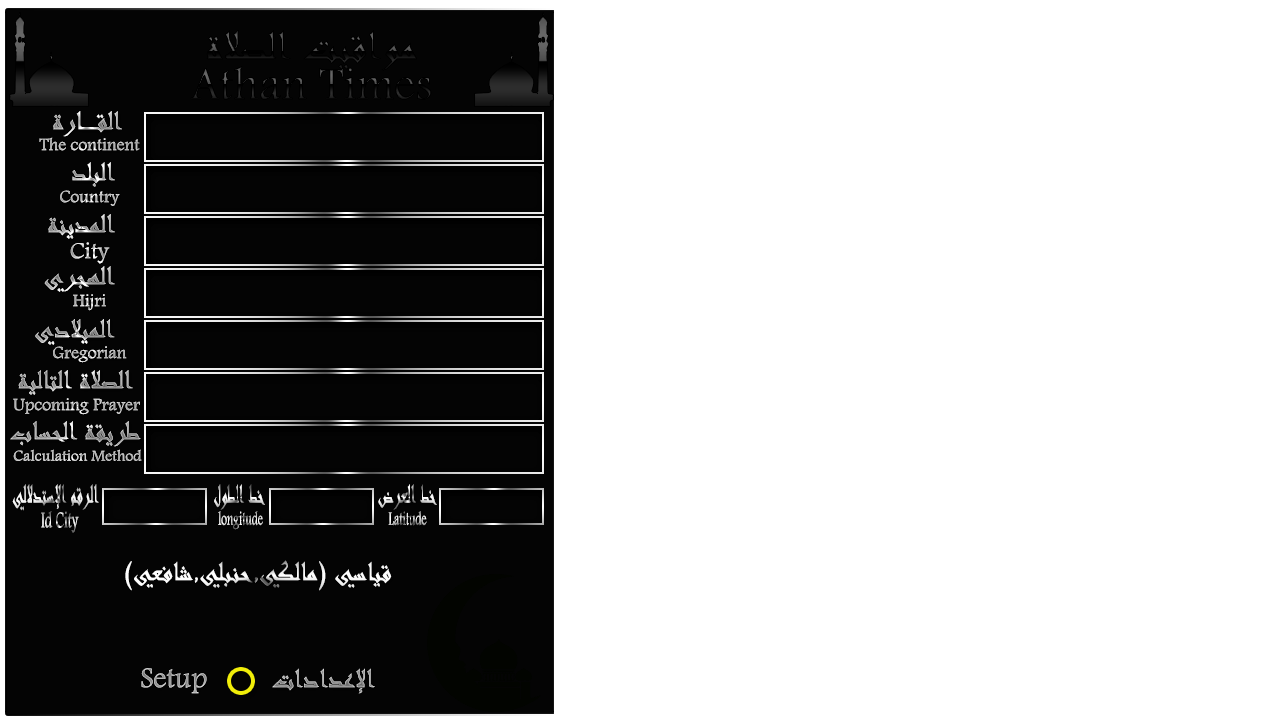 مواقيت الصلاة
Athan Times
القــارة
The continent
البلد
Country
المدينة
City
الهجري
Hijri
الميلادي
Gregorian
الصلاة التالية
Upcoming Prayer
طريقة الحساب
Calculation Method
الرقم الإستدلالي
Id City
خط الطول
longitude
خط العرض
Latitude
قياسي (مالكي,حنبلي,شافعي)
Setup الإعدادات